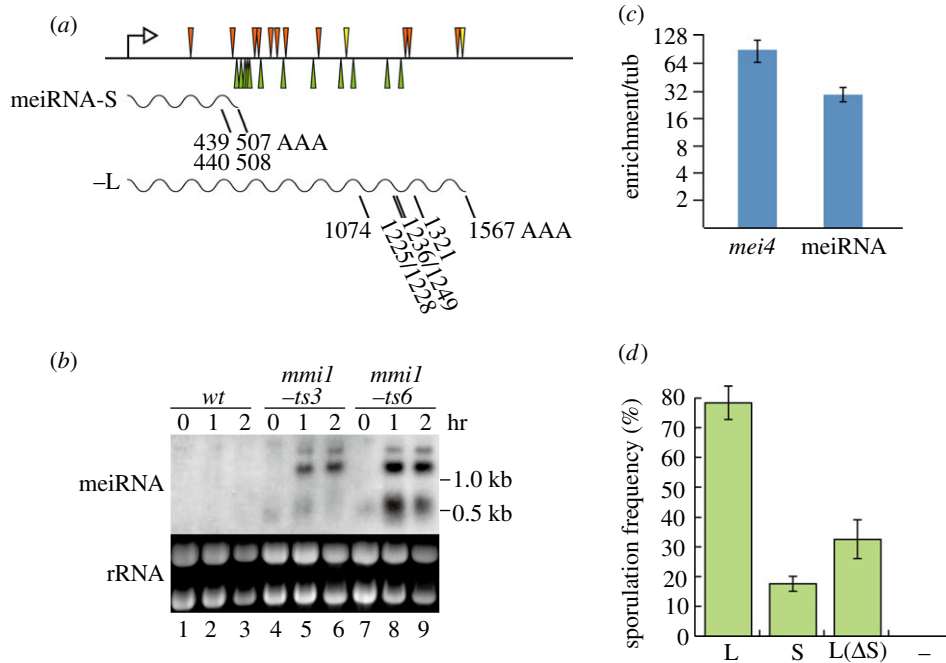 (a)
meiRNA-S
439 507 AAA
440 508
–L
1074
1225/1228
1236/1249
1321
1567 AAA
(b)
wt
mmi1
–ts3
mmi1
–ts6
0 1 2 0 1 2 0 1 2 hr
meiRNA
–1.0 kb
–0.5 kb
rRNA
1 2 3 4 5 6 7 8 9
(c)
enrichment/tub
128
64
32
16
8
4
2
mei4 meiRNA
(d)
sporulation frequency (%)
80
70
60
50
40
30
20
10
0
L S L(ΔS) –